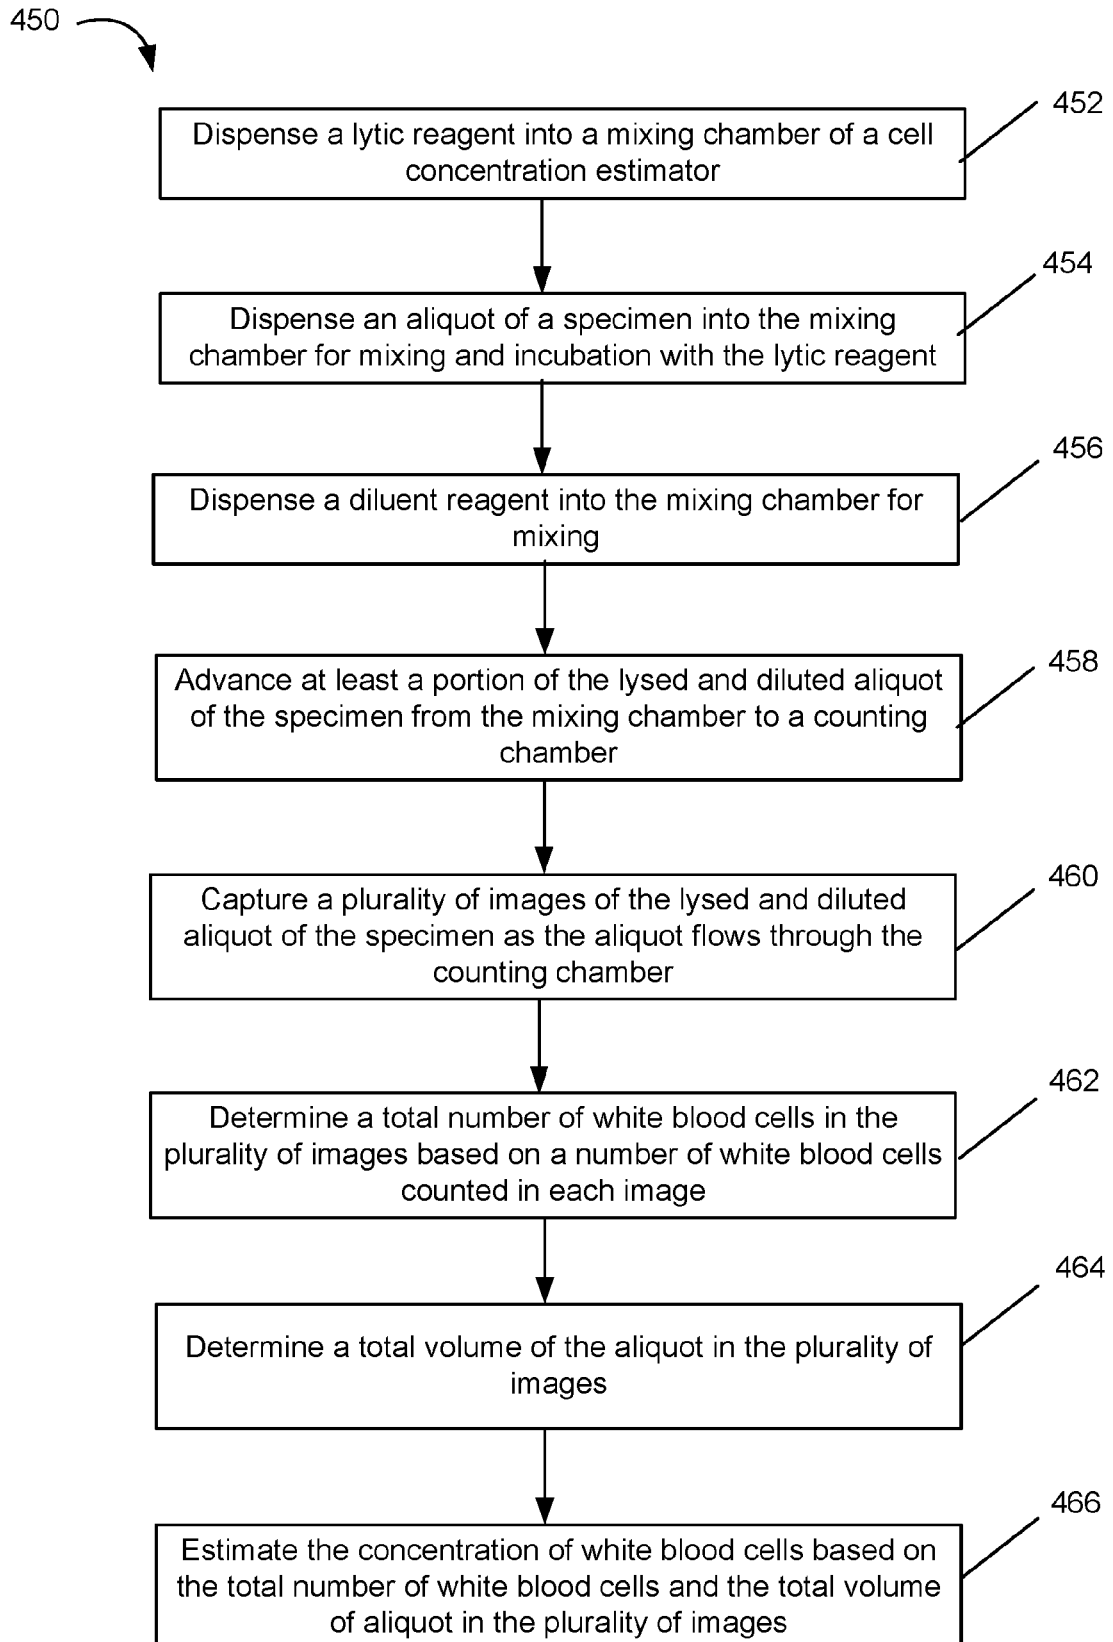 450
452
Dispense a lytic reagent into a mixing chamber of a cell
concentration estimator
454
Dispense an aliquot of a specimen into the mixing
chamber for mixing and incubation with the lytic reagent
456
Dispense a diluent reagent into the mixing chamber for
mixing
458
Advance at least a portion of the lysed and diluted aliquot
of the specimen from the mixing chamber to a counting
chamber
460
Capture a plurality of images of the lysed and diluted
aliquot of the specimen as the aliquot flows through the
counting chamber
462
Determine a total number of white blood cells in the
plurality of images based on a number of white blood cells
counted in each image
464
Determine a total volume of the aliquot in the plurality of
images
466
Estimate the concentration of white blood cells based on
the total number of white blood cells and the total volume
of aliquot in the plurality of images